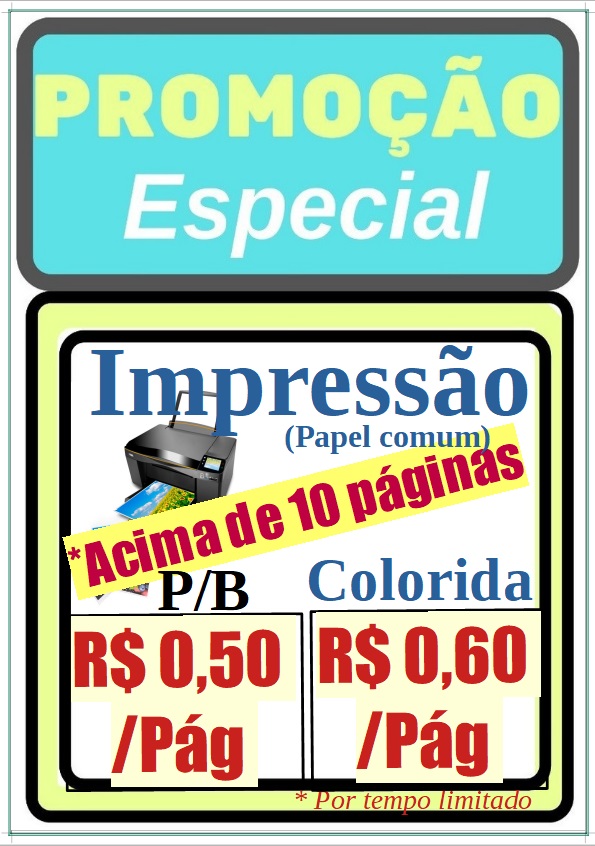 PROMOÇÃO
Especial
Impressão
(Papel comum)
*Acima de 10 páginas
P/B
Colorida
R$ 0,50
/Pág
R$ 0,60
/Pág
* Por tempo limitado